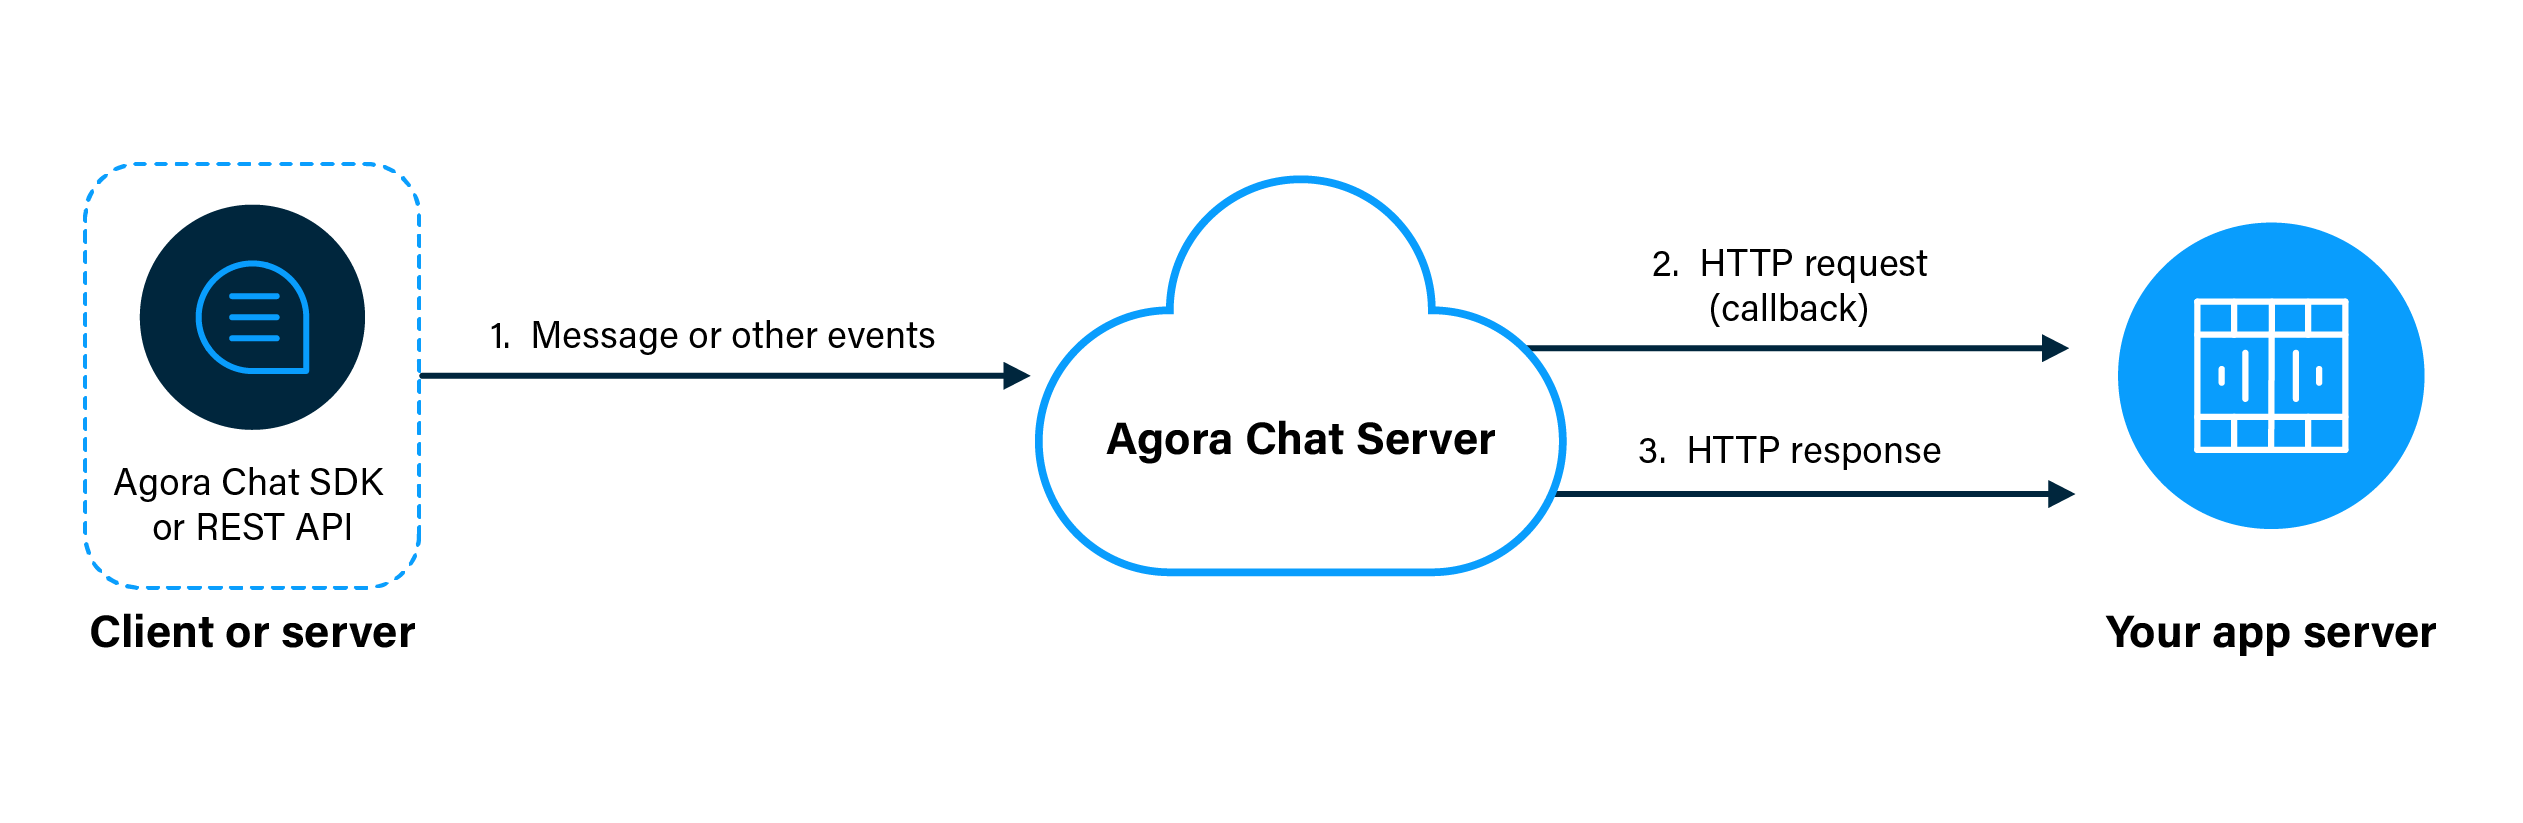 Agora Chat SDK
or REST API
Client or server
1. Message or other events
Agora Chat Server
2. HTTP request
(callback)
3. HTTP response
Your app server